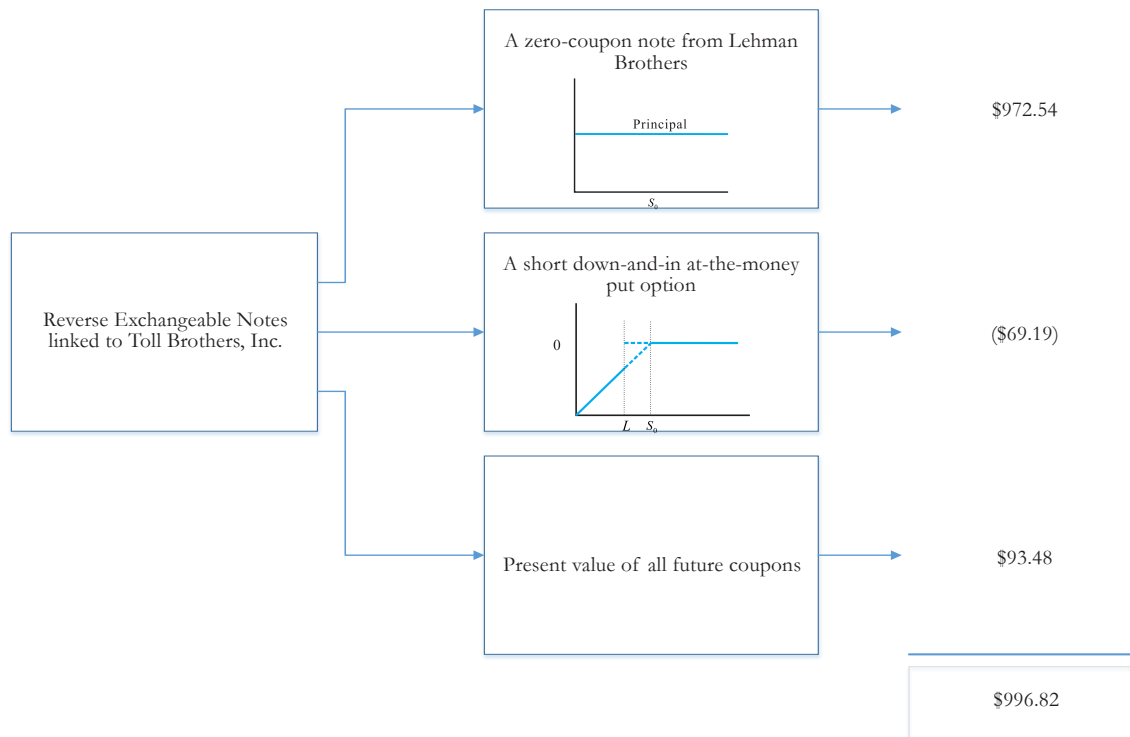 A zero-coupon note from Lehman
Brothers
Principal
S₀
$972.54
Reverse Exchangeable Notes
linked to Toll Brothers, Inc.
A short down-and-in at-the-money
put option
0
L S₀
($69.19)
Present value of all future coupons
$93.48
$996.82